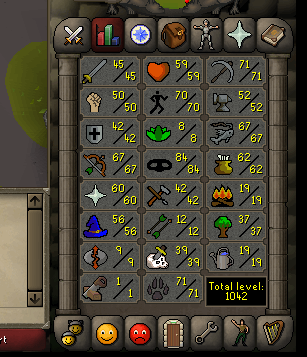 45/45 59/59 71/71
50/50 70/70 52/52
42/42 8/8 67/67
67/67 84/84 62/62
60/60 42/42 19/19
56/56 12/12 37/37
9/9 39/39 19/19
1/1 71/71 Total level:
1042
rt